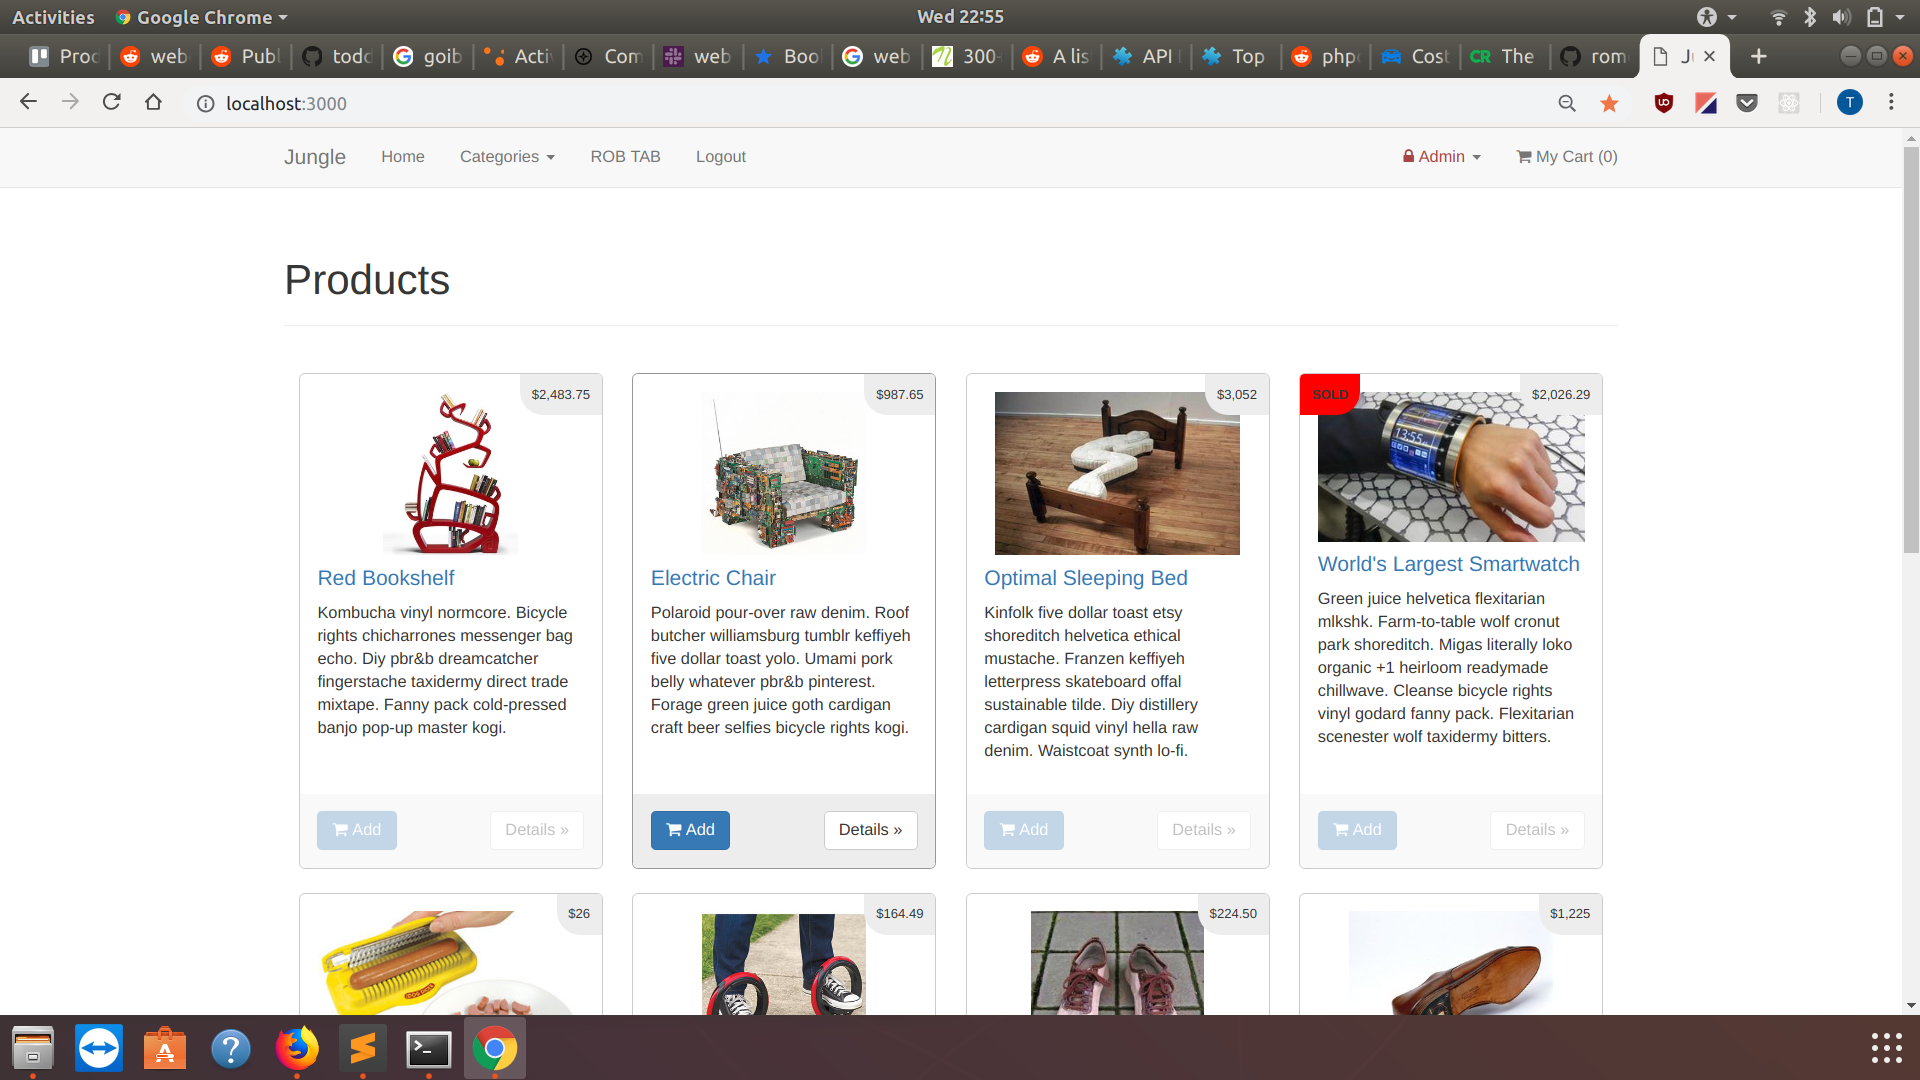 Activities Google Chrome Wed 22:55
Proc web Publ todd goib Activ Com web Boo web 300- A lis API Top php Cost The rom Ju
localhost:3000 T
Jungle Home Categories ROB TAB Logout Admin My Cart (0)
Products
$2,483.75
Red Bookshelf
Kombucha vinyl normcore. Bicycle
rights chicharrones messenger bag
echo. Diy pbr&b dreamcatcher
fingerstache taxidermy direct trade
mixtape. Fanny pack cold-pressed
banjo pop-up master kogi.
Add Details »
$987.65
Electric Chair
Polaroid pour-over raw denim. Roof
butcher williamsburg tumblr keffiyeh
five dollar toast yolo. Umami pork
belly whatever pbr&b pinterest.
Forage green juice goth cardigan
craft beer selfies bicycle rights kogi.
Add Details »
$3,052
Optimal Sleeping Bed
Kinfolk five dollar toast etsy
shoreditch helvetica ethical
mustache. Franzen keffiyeh
letterpress skateboard offal
sustainable tilde. Diy distillery
cardigan squid vinyl hella raw
denim. Waistcoat synth lo-fi.
Add Details »
SOLD $2,026.29
13:55
World's Largest Smartwatch
Green juice helvetica flexitarian
mlkshk. Farm-to-table wolf cronut
park shoreditch. Migas literally loko
organic +1 heirloom readymade
chillwave. Cleanse bicycle rights
vinyl godard fanny pack. Flexitarian
scenester wolf taxidermy bitters.
Add Details »
$26
$164.49
$224.50
$1,225